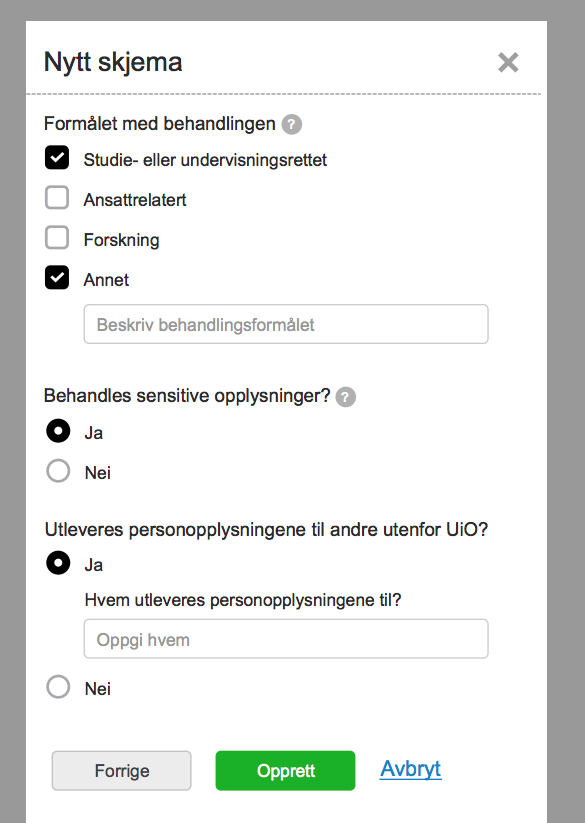 Nytt skjema
Formålet med behandlingen ?
Studie- eller undervisningsrettet
Ansattrelatert
Forskning
Annet
Beskriv behandlingsformålet
Behandles sensitive opplysninger? ?
Ja
Nei
Utleveres personopplysningene til andre utenfor UiO?
Ja
Hvem utleveres personopplysningene til?
Oppgi hvem
Nei
Forrige Opprett Avbryt